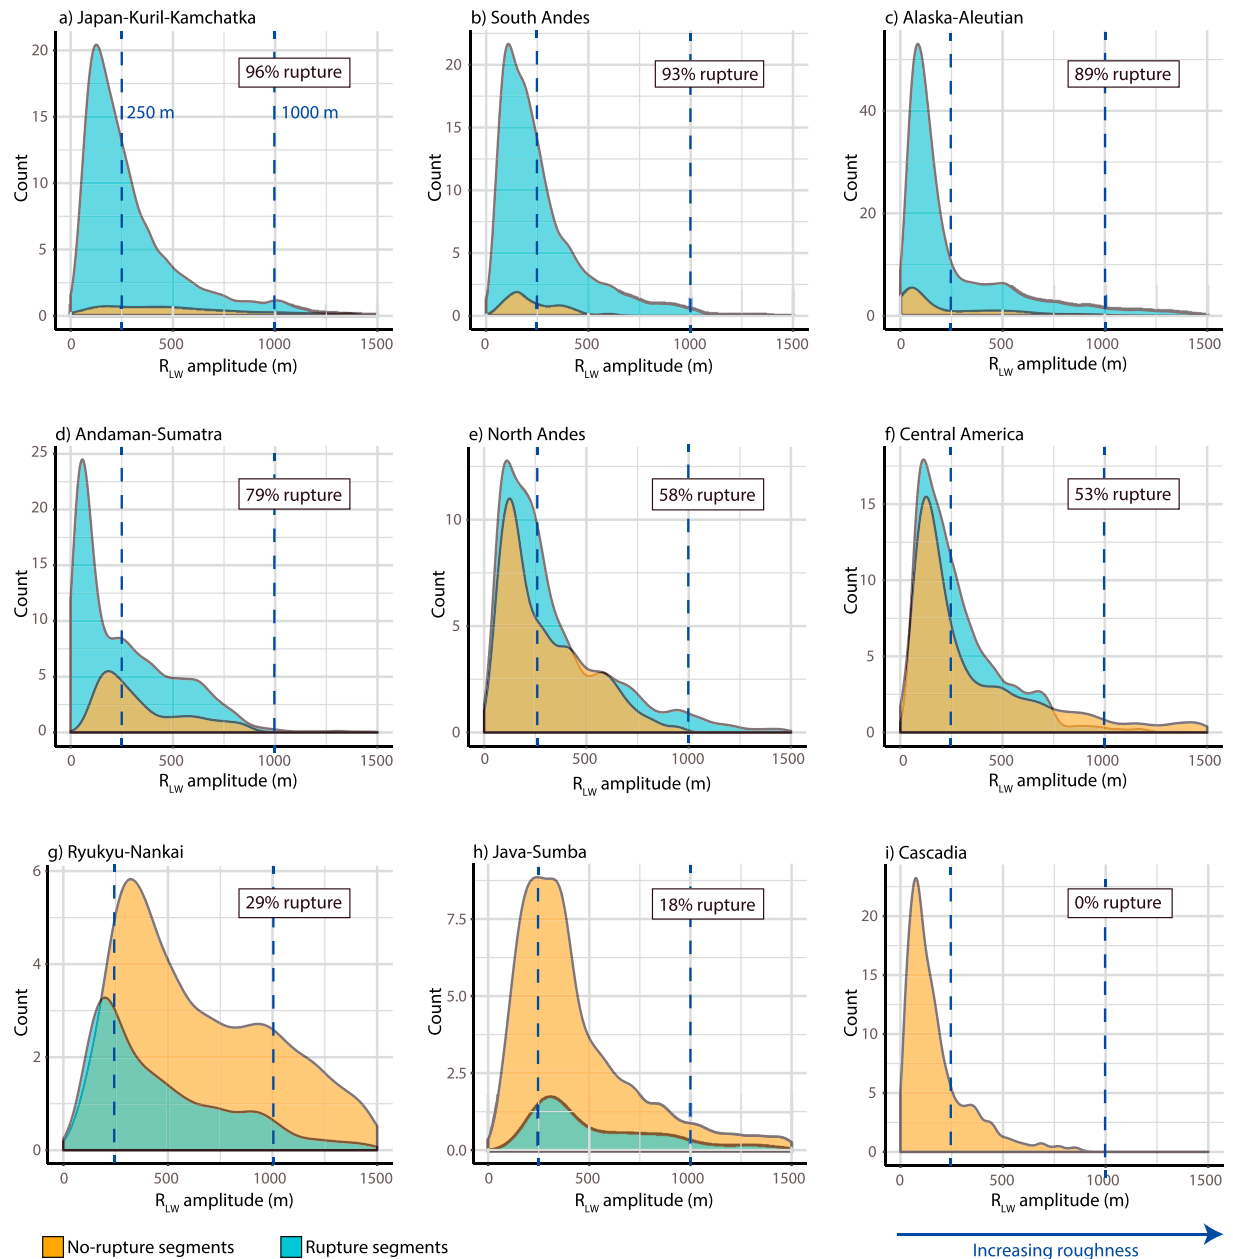 a) Japan-Kuril-Kamchatka
96% rupture
250 m
1000 m
20
15
10
5
0
Count
0 500 1000 1500
RLW amplitude (m)
b) South Andes
93% rupture
20
15
10
5
0
Count
0 500 1000 1500
RLW amplitude (m)
c) Alaska-Aleutian
89% rupture
40
20
0
Count
0 500 1000 1500
RLW amplitude (m)
d) Andaman-Sumatra
79% rupture
25
20
15
10
5
0
Count
0 500 1000 1500
RLW amplitude (m)
e) North Andes
58% rupture
10
5
0
Count
0 500 1000 1500
RLW amplitude (m)
f) Central America
53% rupture
15
10
5
0
Count
0 500 1000 1500
RLW amplitude (m)
g) Ryukyu-Nankai
29% rupture
6
4
2
0
Count
0 500 1000 1500
RLW amplitude (m)
h) Java-Sumba
18% rupture
7.5
5.0
2.5
0.0
Count
0 500 1000 1500
RLW amplitude (m)
i) Cascadia
0% rupture
20
15
10
5
0
Count
0 500 1000 1500
RLW amplitude (m)
No-rupture segments
Rupture segments
Increasing roughness